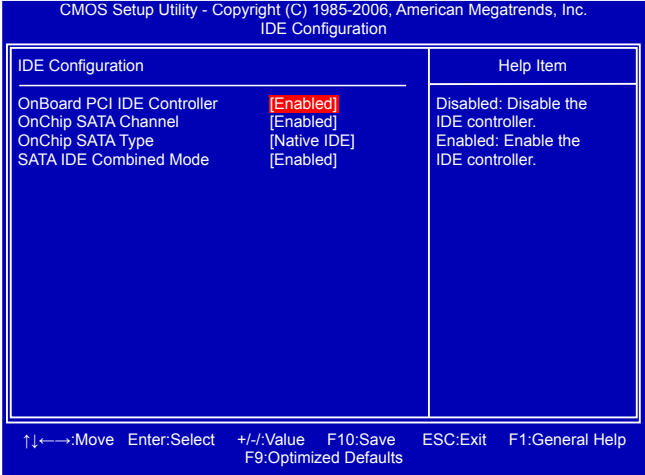 CMOS Setup Utility - Copyright (C) 1985-2006, American Megatrends, Inc.
IDE Configuration
IDE Configuration
Help Item
OnBoard PCI IDE Controller [Enabled]
OnChip SATA Channel [Enabled]
OnChip SATA Type [Native IDE]
SATA IDE Combined Mode [Enabled]
Disabled: Disable the
IDE controller.
Enabled: Enable the
IDE controller.
↑↓←→:Move Enter:Select +/-/:Value F10:Save ESC:Exit F1:General Help
F9:Optimized Defaults